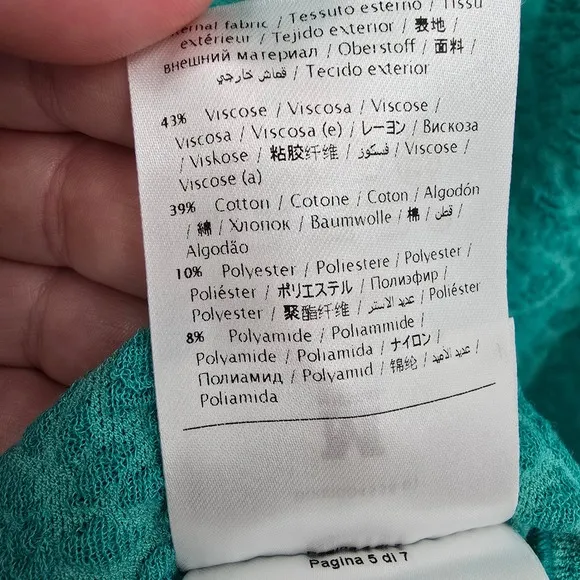 fabric / Tessuto esterno / Tissu
extérieur / Tejido exterior / 表地 /
внешний материал / Oberstoff / 面料 /
قماش خارجي / Tecido exterior
43% Viscose / Viscosa / Viscose /
Viscosa / Viscosa (e) / レーヨン / Вискоза
/ Viskose / 粘胶纤维 / فسكوز / Viscose /
Viscose (a)
39% Cotton / Cotone / Coton / Algodón
/ 綿 / Хлопок / Baumwolle / 棉 / قطن /
Algodão
10% Polyester / Poliestere / Polyester /
Poliéster / ポリエステル / Полиэфир /
Polyester / 聚酯纤维 / عديد الاستر / Poliéster
8% Polyamide / Poliammide /
Polyamide / Poliamida / ナイロン /
Полиамид / Polyamid / 锦纶 / عديد الأميد /
Poliamida
Pagina 5 di 7